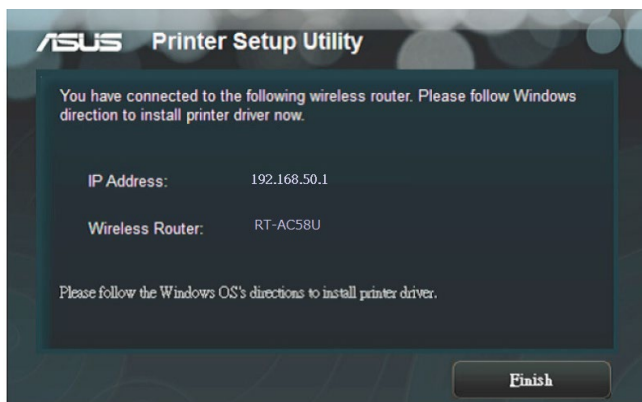 ASUS Printer Setup Utility
You have connected to the following wireless router. Please follow Windows
direction to install printer driver now.
IP Address: 192.168.50.1
Wireless Router: RT-AC58U
Please follow the Windows OS's directions to install printer driver.
Finish